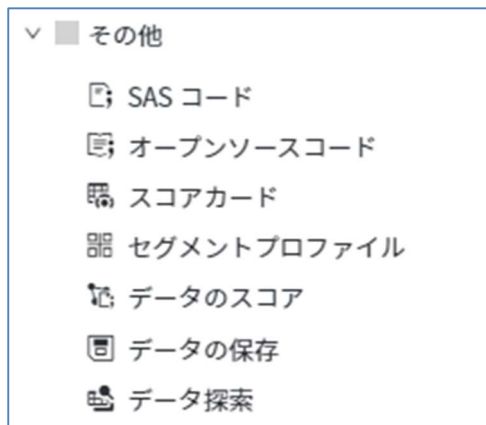 その他
SAS コード
オープンソースコード
スコアカード
セグメントプロファイル
データのスコア
データの保存
データ探索